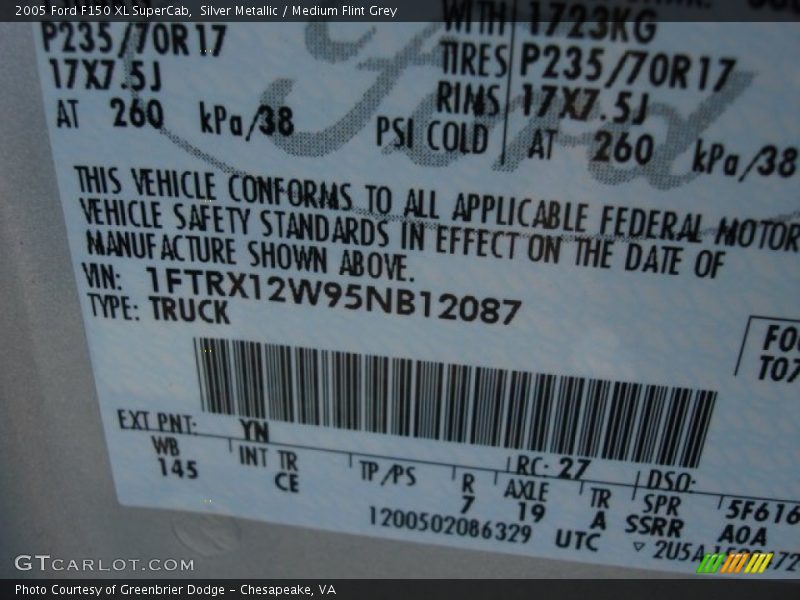 2005 Ford F150 XL SuperCab, Silver Metallic / Medium Flint Grey
WITH 1723KG
P235/70R17 TIRES P235/70R17
17X7.5J RIMS 17X7.5J
AT 260 kPa/38 PSI COLD AT 260 kPa/38
Ford
THIS VEHICLE CONFORMS TO ALL APPLICABLE FEDERAL MOTOR
VEHICLE SAFETY STANDARDS IN EFFECT ON THE DATE OF
MANUFACTURE SHOWN ABOVE.
VIN: 1FTRX12W95NB12087
TYPE: TRUCK
F00
T07
EXT PNT: YN RC: 27 DSO:
WB INT TR TP/PS R AXLE TR SPR 5F616
145 CE 7 19 A SSRR A0A
1200502086329 UTC
GTCARLOT.COM
Photo Courtesy of Greenbrier Dodge - Chesapeake, VA